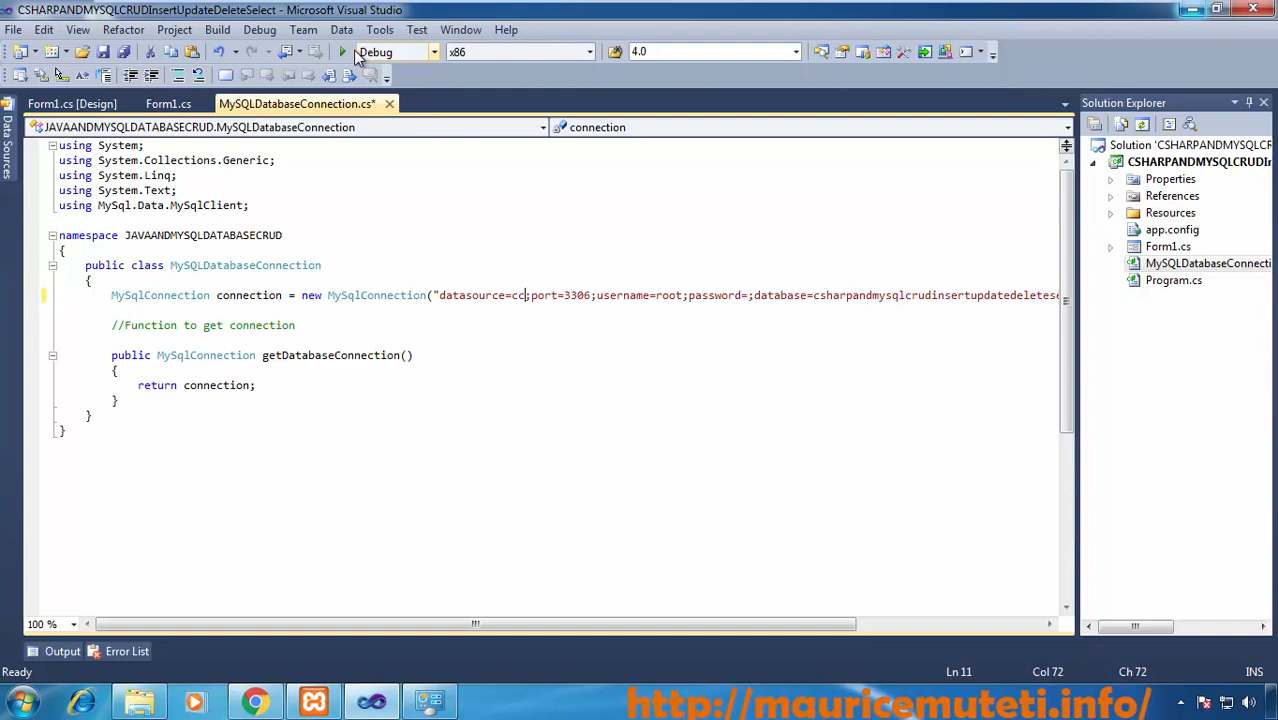 CSHARPANDMYSQLCRUDInsertUpdateDeleteSelect - Microsoft Visual Studio
File Edit View Refactor Project Build Debug Team Data Tools Test Window Help
Debug x86 4.0
Form1.cs [Design] Form1.cs MySQLDatabaseConnection.cs*
Solution Explorer
Data Sources
JAVAANDMYSQLDATABASECRUD.MySQLDatabaseConnection connection
using System;
using System.Collections.Generic;
using System.Linq;
using System.Text;
using MySql.Data.MySqlClient;
namespace JAVAANDMYSQLDATABASECRUD
{
public class MySQLDatabaseConnection
{
MySqlConnection connection = new MySqlConnection("datasource=cc;port=3306;username=root;password=;database=csharpandmysqlcrudinsertupdatedeletese
//Function to get connection
public MySqlConnection getDatabaseConnection()
{
return connection;
}
}
}
Solution 'CSHARPANDMYSQLCR
CSHARPANDMYSQLCRUDIn
Properties
References
Resources
app.config
Form1.cs
MySQLDatabaseConnecti
Program.cs
100 %
Output Error List
Ready Ln 11 Col 72 Ch 72 INS
http://mauricemuteti.info/